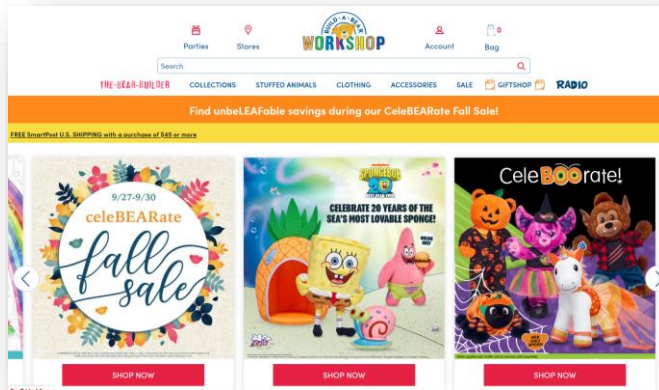 BUILD-A-BEAR
WORKSHOP
Parties
Stores
Account
0
Bag
Search
THE-BEAR-BUILDER
COLLECTIONS
STUFFED ANIMALS
CLOTHING
ACCESSORIES
SALE
GIFTSHOP
RADIO
Find unbeLEAFable savings during our CeleBEARate Fall Sale!
FREE SmartPost U.S. SHIPPING with a purchase of $45 or more
9/27-9/30
celeBEARate
fall
sale
SHOP NOW
SPONGEBOB
20
CELEBRATE 20 YEARS OF THE
SEA'S MOST LOVABLE SPONGE!
SHOP NOW
CeleBOOrate!
SHOP NOW